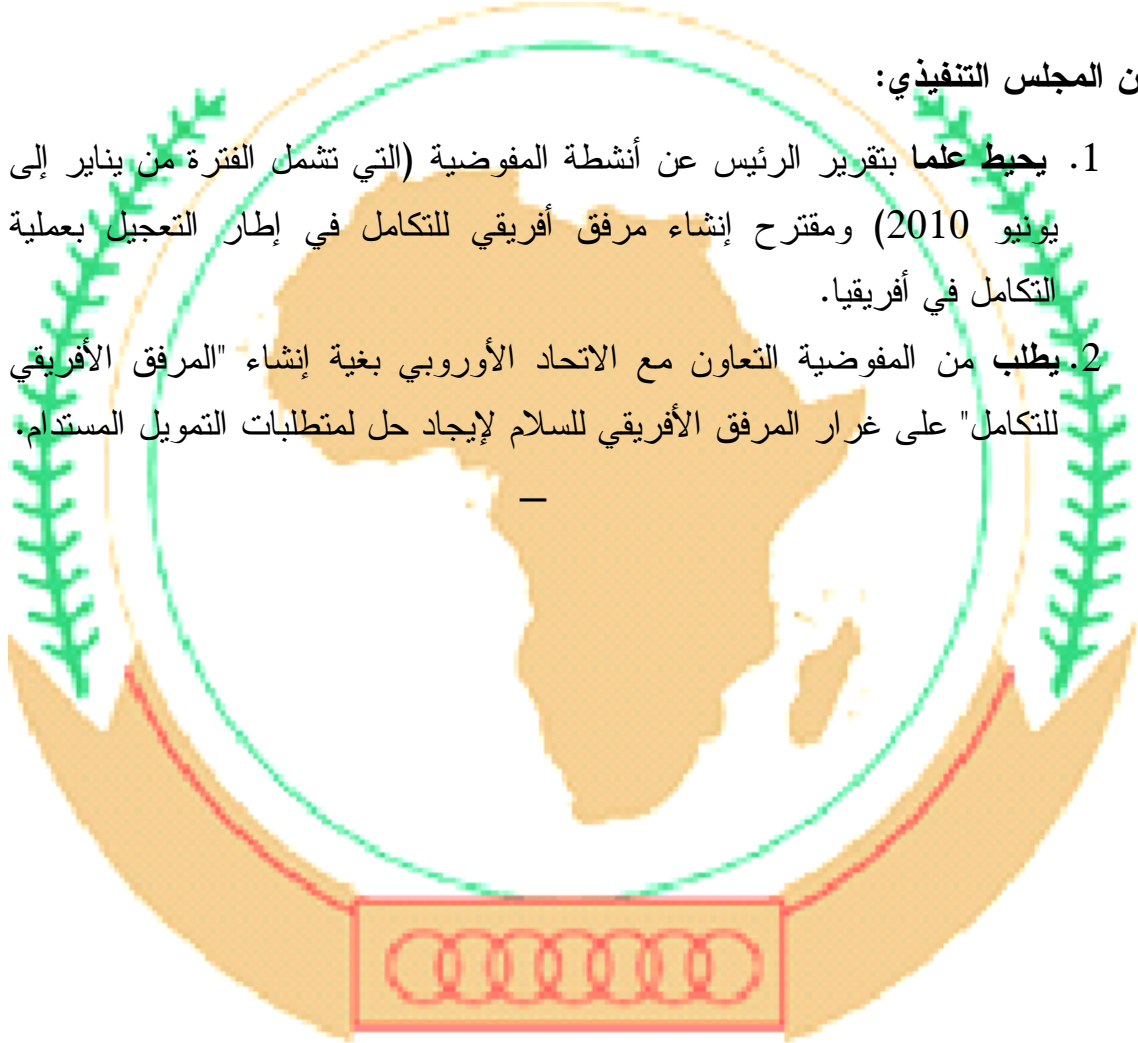 ن المجلس التنفيذي:
1. يحيط علما بتقرير الرئيس عن أنشطة المفوضية (التي تشمل الفترة من يناير إلى
يونيو 2010) ومقترح إنشاء مرفق أفريقي للتكامل في إطار التعجيل بعملية
التكامل في أفريقيا.
2. يطلب من المفوضية التعاون مع الاتحاد الأوروبي بغية إنشاء "المرفق الأفريقي
للتكامل" على غرار المرفق الأفريقي للسلام لإيجاد حل لمتطلبات التمويل المستدام.